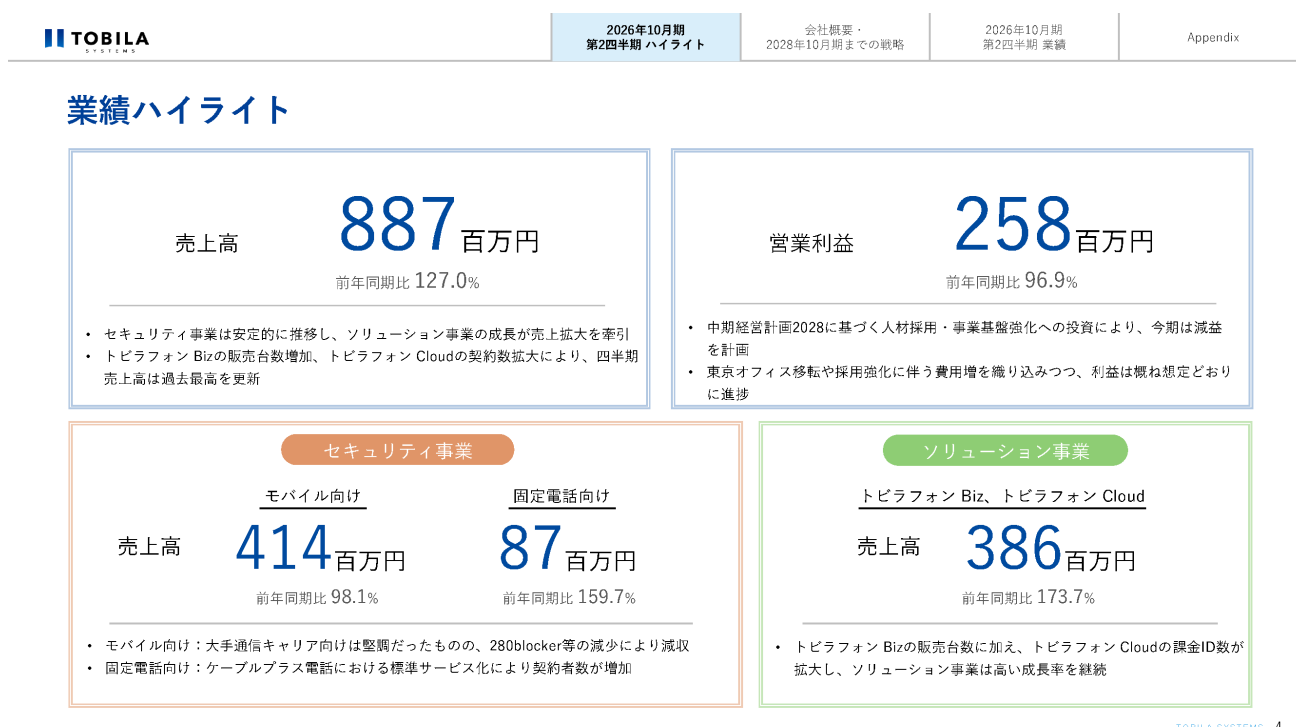 TOBILA
SYSTEMS
2026年10月期
第2四半期 ハイライト
会社概要・
2028年10月期までの戦略
2026年10月期
第2四半期 業績
Appendix
業績ハイライト
売上高
887百万円
前年同期比 127.0%
• セキュリティ事業は安定的に推移し、ソリューション事業の成長が売上拡大を牽引
• トビラフォン Bizの販売台数増加、トビラフォン Cloudの契約数拡大により、四半期
売上高は過去最高を更新
営業利益
258百万円
前年同期比 96.9%
• 中期経営計画2028に基づく人材採用・事業基盤強化への投資により、今期は減益
を計画
• 東京オフィス移転や採用強化に伴う費用増を織り込みつつ、利益は概ね想定どおり
に進捗
セキュリティ事業
モバイル向け
固定電話向け
売上高
414百万円
87百万円
前年同期比 98.1%
前年同期比 159.7%
• モバイル向け：大手通信キャリア向けは堅調だったものの、280blocker等の減少により減収
• 固定電話向け：ケーブルプラス電話における標準サービス化により契約者数が増加
ソリューション事業
トビラフォン Biz、トビラフォン Cloud
売上高
386百万円
前年同期比 173.7%
• トビラフォン Bizの販売台数に加え、トビラフォン Cloudの課金ID数が
拡大し、ソリューション事業は高い成長率を継続
TOBILA SYSTEMS 4